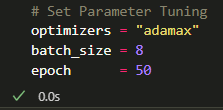 # Set Parameter Tuning
optimizers = "adamax"
batch_size = 8
epoch      = 50
0.0s